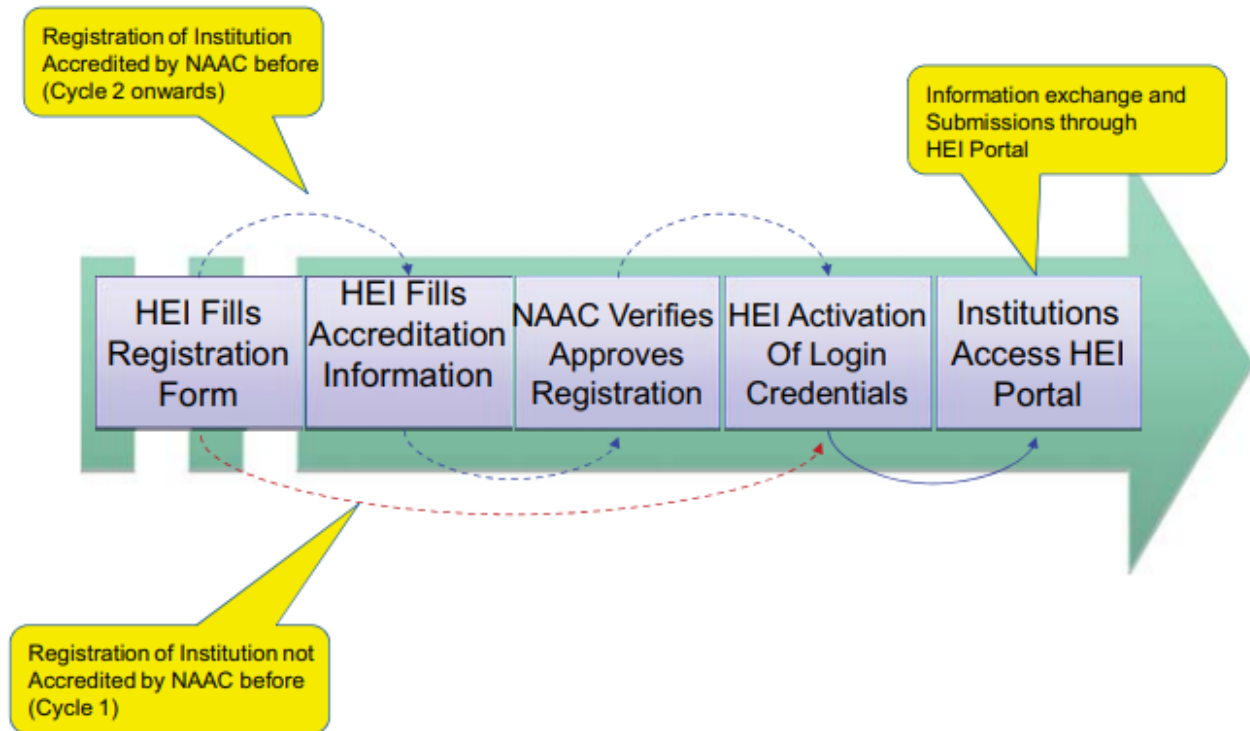 Registration of Institution
Accredited by NAAC before
(Cycle 2 onwards)
Information exchange and
Submissions through
HEI Portal
HEI Fills
Registration
Form
HEI Fills
Accreditation
Information
NAAC Verifies
Approves
Registration
HEI Activation
Of Login
Credentials
Institutions
Access HEI
Portal
Registration of Institution not
Accredited by NAAC before
(Cycle 1)